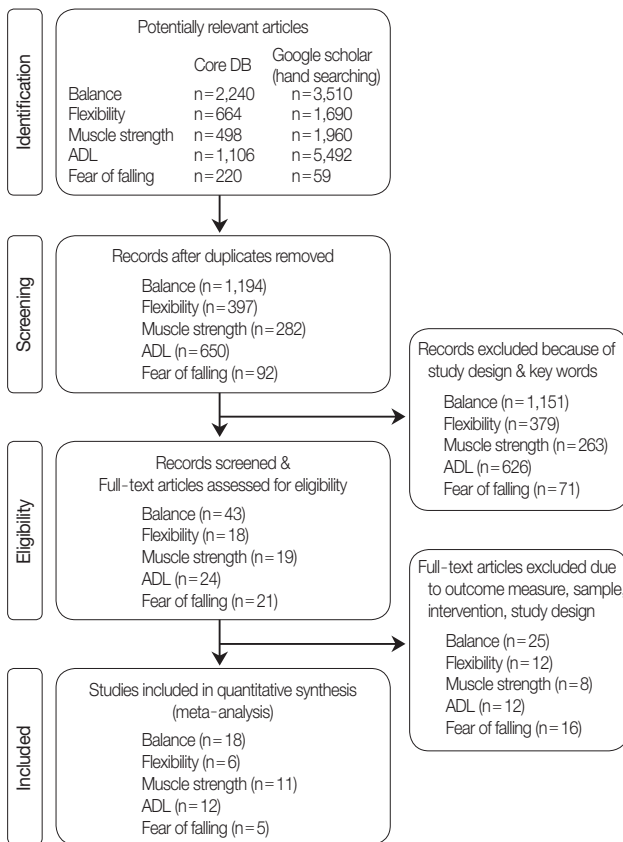 Identification
Potentially relevant articles
Core DB Google scholar
(hand searching)
Balance n=2,240 n=3,510
Flexibility n=664 n=1,690
Muscle strength n=498 n=1,960
ADL n=1,106 n=5,492
Fear of falling n=220 n=59
Screening
Records after duplicates removed
Balance (n=1,194)
Flexibility (n=397)
Muscle strength (n=282)
ADL (n=650)
Fear of falling (n=92)
Records excluded because of
study design & key words
Balance (n=1,151)
Flexibility (n=379)
Muscle strength (n=263)
ADL (n=626)
Fear of falling (n=71)
Eligibility
Records screened &
Full-text articles assessed for eligibility
Balance (n=43)
Flexibility (n=18)
Muscle strength (n=19)
ADL (n=24)
Fear of falling (n=21)
Full-text articles excluded due
to outcome measure, sample,
intervention, study design
Balance (n=25)
Flexibility (n=12)
Muscle strength (n=8)
ADL (n=12)
Fear of falling (n=16)
Included
Studies included in quantitative synthesis
(meta-analysis)
Balance (n=18)
Flexibility (n=6)
Muscle strength (n=11)
ADL (n=12)
Fear of falling (n=5)